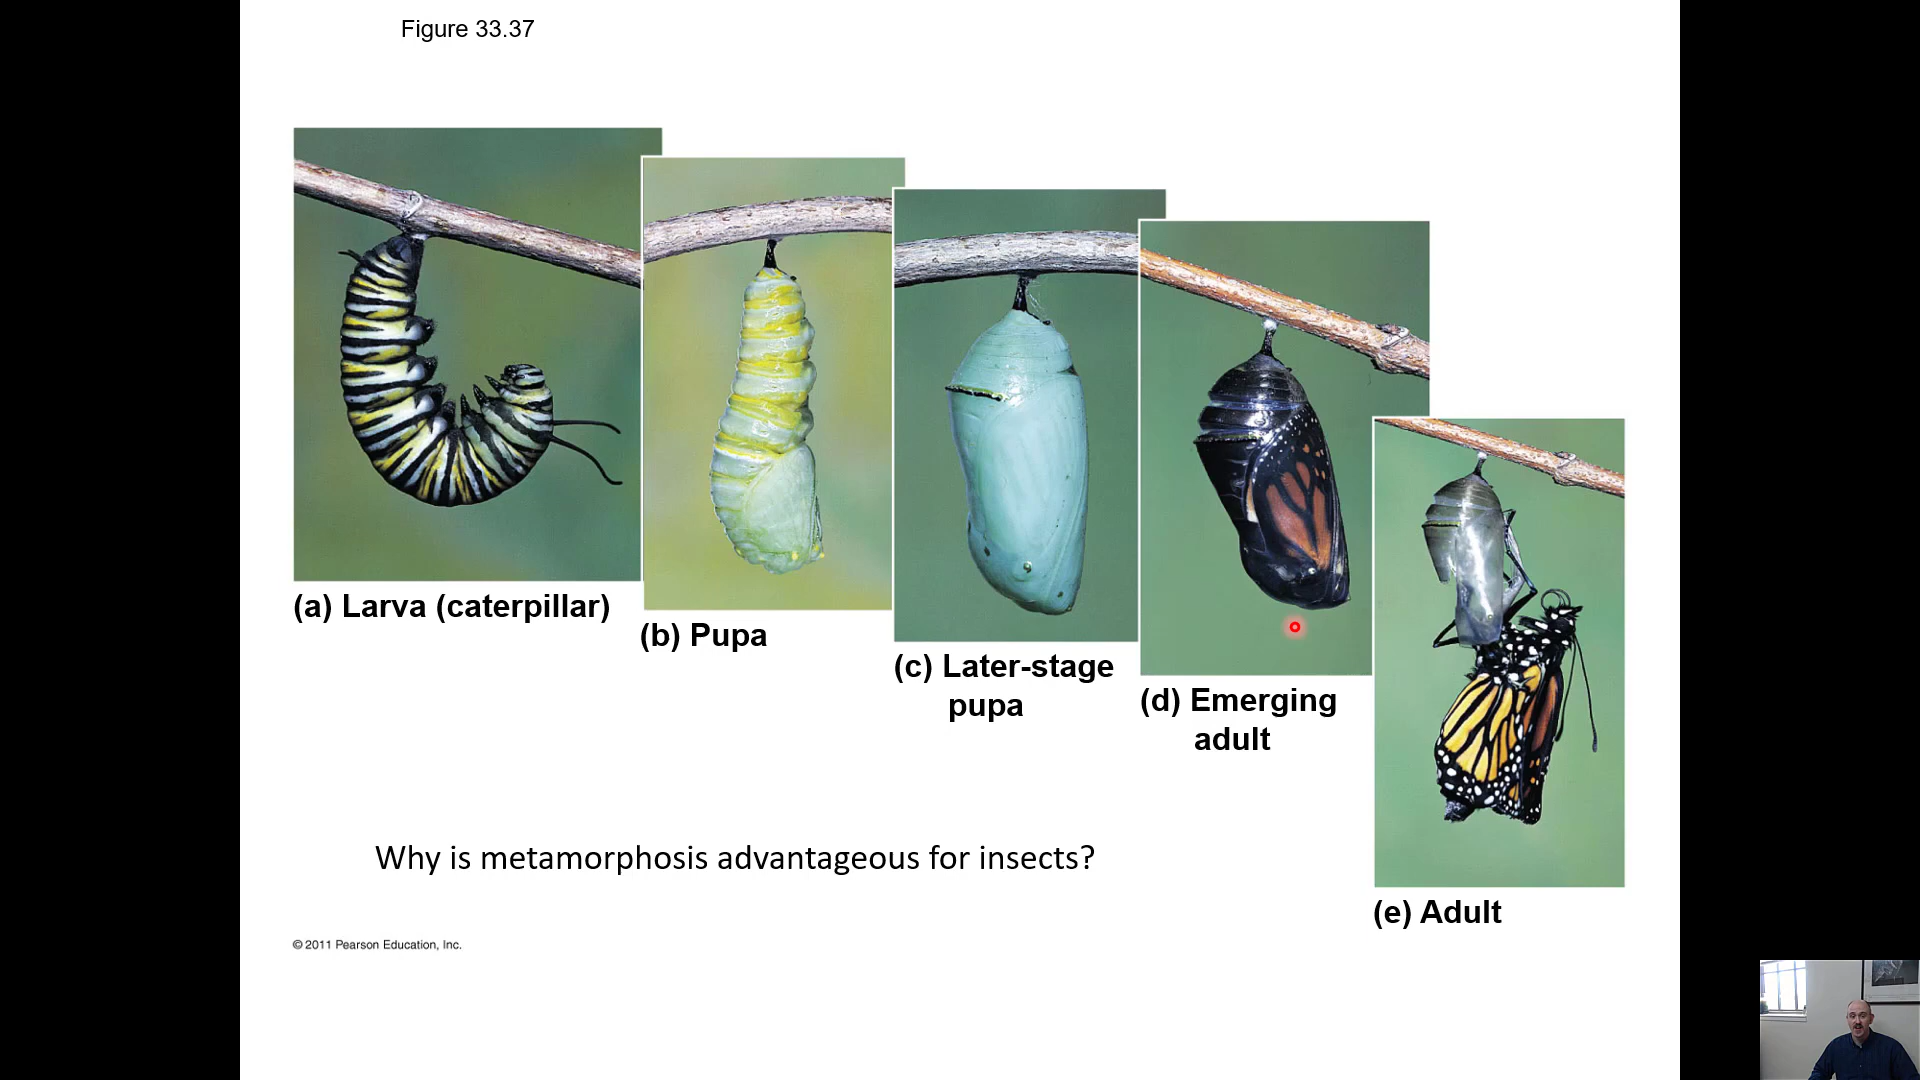 Figure 33.37
(a) Larva (caterpillar)
(b) Pupa
(c) Later-stage
pupa
(d) Emerging
adult
(e) Adult
Why is metamorphosis advantageous for insects?
© 2011 Pearson Education, Inc.